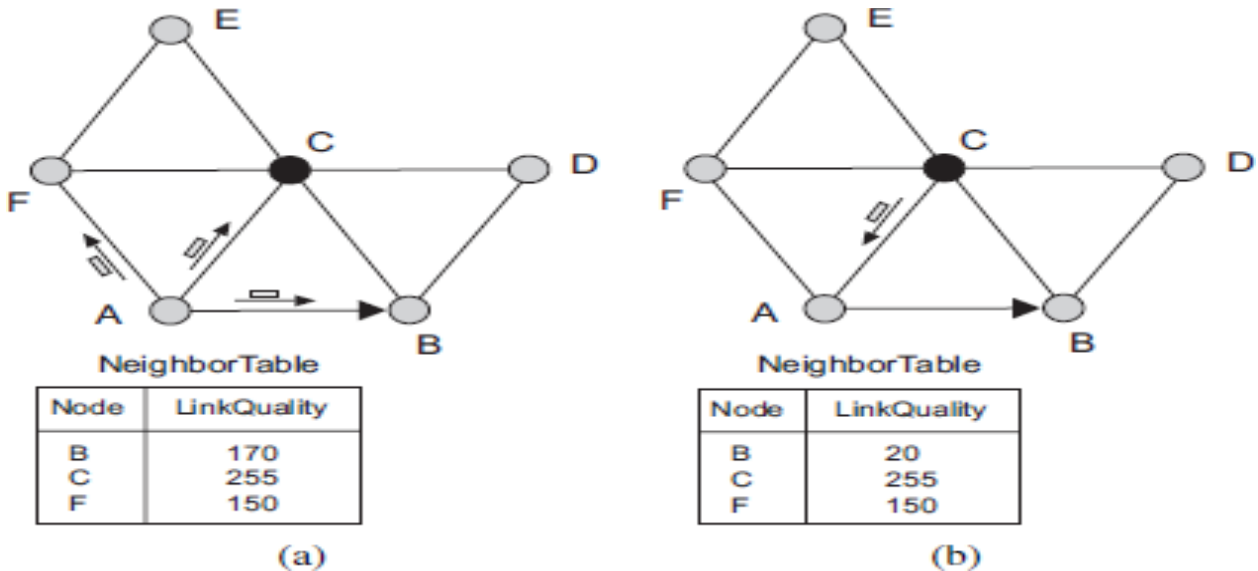 E
C
D
F
A
B
NeighborTable
Node LinkQuality
B 170
C 255
F 150
(a)
E
C
D
F
A
B
NeighborTable
Node LinkQuality
B 20
C 255
F 150
(b)